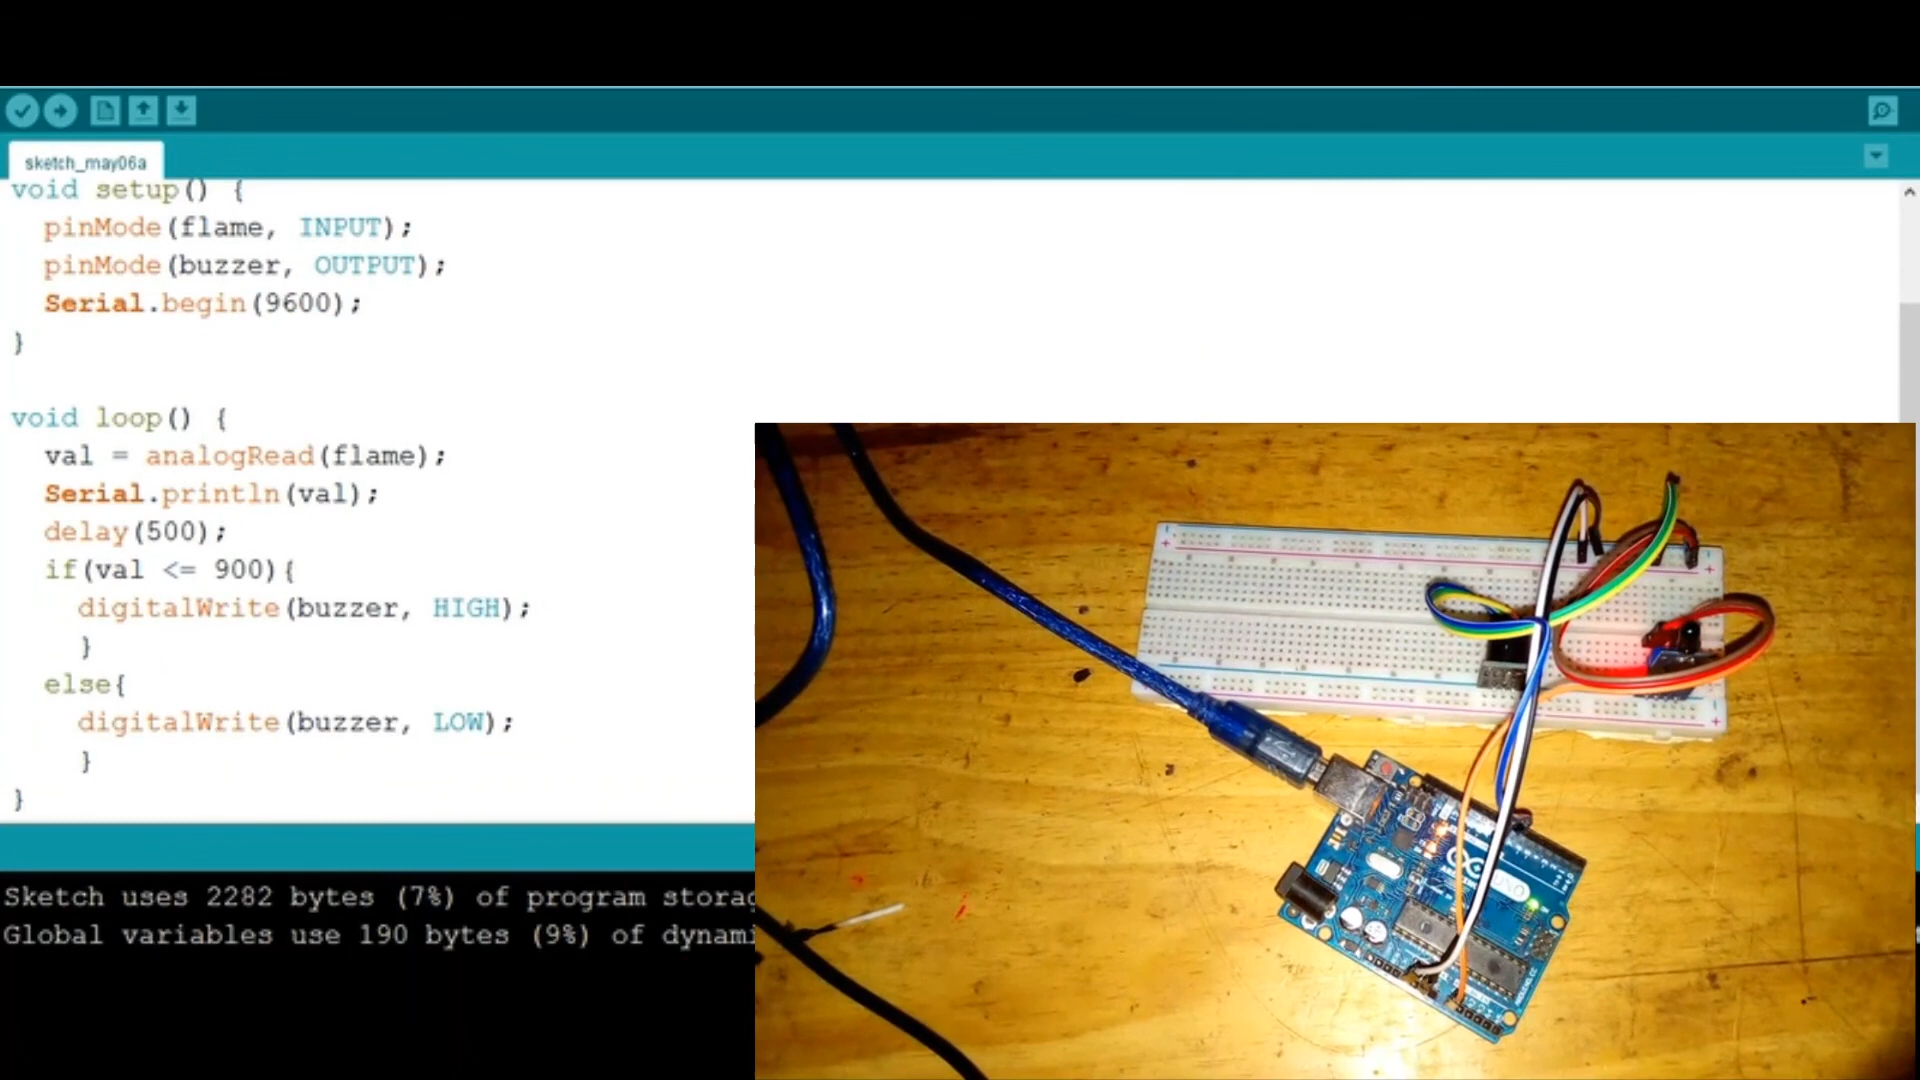 sketch_may06a
void setup() {
pinMode(flame, INPUT);
pinMode(buzzer, OUTPUT);
Serial.begin(9600);
}
void loop() {
val = analogRead(flame);
Serial.println(val);
delay(500);
if(val <= 900){
digitalWrite(buzzer, HIGH);
}
else{
digitalWrite(buzzer, LOW);
}
}
Sketch uses 2282 bytes (7%) of program storag
Global variables use 190 bytes (9%) of dynami